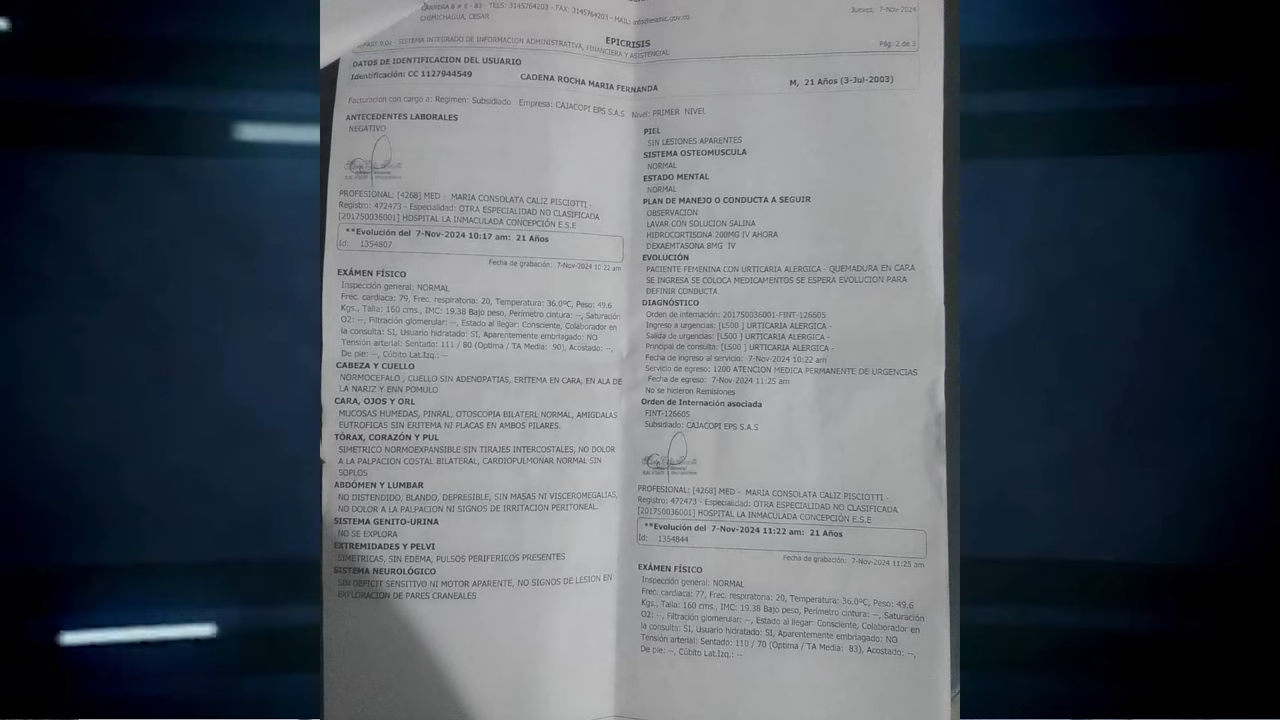 CARRERA 8 # 6 - 83 - TELS: 3145764203 - FAX: 3145764203 - MAIL: info@
CHIMICHAGUA, CESAR
Jueves, 7-Nov-2024
EPICRISIS
SISTEMA INTEGRADO DE INFORMACION ADMINISTRATIVA, FINANCIERA Y ASISTENCIAL
Pág. 2 de 3
DATOS DE IDENTIFICACIÓN DEL USUARIO
Identificación: CC 1127944549 CADENA ROCHA MARIA FERNANDA M, 21 Años (3-Jul-2003)
Facturacion con cargo a: Regimen: Subsidiado Empresa: CAJACOPI EPS S.A.S Nivel: PRIMER NIVEL
ANTECEDENTES LABORALES
NEGATIVO
PROFESIONAL: [4268] MED - MARIA CONSOLATA CALIZ PISCIOTTI -
Registro: 472473 - Especialidad: OTRA ESPECIALIDAD NO CLASIFICADA
[201750036001] HOSPITAL LA INMACULADA CONCEPCIÓN E.S.E
**Evolución del 7-Nov-2024 10:17 am: 21 Años
Id: 1354807
Fecha de grabación: 7-Nov-2024 10:22 am
EXÁMEN FÍSICO
Inspección general: NORMAL
Frec. cardiaca: 79, Frec. respiratoria: 20, Temperatura: 36.0ºC, Peso: 49.6
Kgs., Talla: 160 cms., IMC: 19.38 Bajo peso, Perímetro cintura: --, Saturación
O2: --, Filtración glomerular: --, Estado al llegar: Consciente, Colaborador en
la consulta: SI, Usuario hidratado: SI, Aparentemente embriagado: NO
Tensión arterial: Sentado: 111 / 80 (Optima / TA Media: 90), Acostado: --,
De pie: --, Cúbito Lat.Izq.: --
CABEZA Y CUELLO
NORMOCEFALO , CUELLO SIN ADENOPATIAS, ERITEMA EN CARA, EN ALA DE
LA NARIZ Y ENN POMULO
CARA, OJOS Y ORL
MUCOSAS HUMEDAS, PINRAL, OTOSCOPIA BILATERL NORMAL, AMIGDALAS
EUTROFICAS SIN ERITEMA NI PLACAS EN AMBOS PILARES.
TÓRAX, CORAZÓN Y PUL
SIMETRICO NORMOEXPANSIBLE SIN TIRAJES INTERCOSTALES, NO DOLOR
A LA PALPACION COSTAL BILATERAL, CARDIOPULMONAR NORMAL SIN
SOPLOS
ABDÓMEN Y LUMBAR
NO DISTENDIDO, BLANDO, DEPRESIBLE, SIN MASAS NI VISCEROMEGALIAS,
NO DOLOR A LA PALPACION NI SIGNOS DE IRRITACION PERITONEAL.
SISTEMA GENITO-URINA
NO SE EXPLORA
EXTREMIDADES Y PELVI
SIMETRICAS, SIN EDEMA, PULSOS PERIFERICOS PRESENTES
SISTEMA NEUROLÓGICO
SIN DEFICIT SENSITIVO NI MOTOR APARENTE, NO SIGNOS DE LESION EN
EXPLORACION DE PARES CRANEALES
PIEL
SIN LESIONES APARENTES
SISTEMA OSTEOMUSCULA
NORMAL
ESTADO MENTAL
NORMAL
PLAN DE MANEJO O CONDUCTA A SEGUIR
OBSERVACION
LAVAR CON SOLUCION SALINA
HIDROCORTISONA 200MG IV AHORA
DEXAEMTASONA 8MG IV
EVOLUCIÓN
PACIENTE FEMENINA CON URTICARIA ALERGICA - QUEMADURA EN CARA
SE INGRESA SE COLOCA MEDICAMENTOS SE ESPERA EVOLUCION PARA
DEFINIR CONDUCTA.
DIAGNÓSTICO
Orden de internación: 201750036001-FINT-126605
Ingreso a urgencias: [L500 ] URTICARIA ALERGICA -
Salida de urgencias: [L500 ] URTICARIA ALERGICA -
Principal de consulta: [L500 ] URTICARIA ALERGICA -
Fecha de ingreso al servicio: 7-Nov-2024 10:22 am
Servicio de egreso: 1200 ATENCION MEDICA PERMANENTE DE URGENCIAS
Fecha de egreso: 7-Nov-2024 11:25 am
No se hicieron Remisiones
Orden de Internación asociada
FINT-126605
Subsidiado: CAJACOPI EPS S.A.S
PROFESIONAL: [4268] MED - MARIA CONSOLATA CALIZ PISCIOTTI -
Registro: 472473 - Especialidad: OTRA ESPECIALIDAD NO CLASIFICADA
[201750036001] HOSPITAL LA INMACULADA CONCEPCIÓN E.S.E
**Evolución del 7-Nov-2024 11:22 am: 21 Años
Id: 1354844
Fecha de grabación: 7-Nov-2024 11:25 am
EXÁMEN FÍSICO
Inspección general: NORMAL
Frec. cardiaca: 77, Frec. respiratoria: 20, Temperatura: 36.0ºC, Peso: 49.6
Kgs., Talla: 160 cms., IMC: 19.38 Bajo peso, Perímetro cintura: --, Saturación
O2: --, Filtración glomerular: --, Estado al llegar: Consciente, Colaborador en
la consulta: SI, Usuario hidratado: SI, Aparentemente embriagado: NO
Tensión arterial: Sentado: 110 / 70 (Optima / TA Media: 83), Acostado: --,
De pie: --, Cúbito Lat.Izq.: --